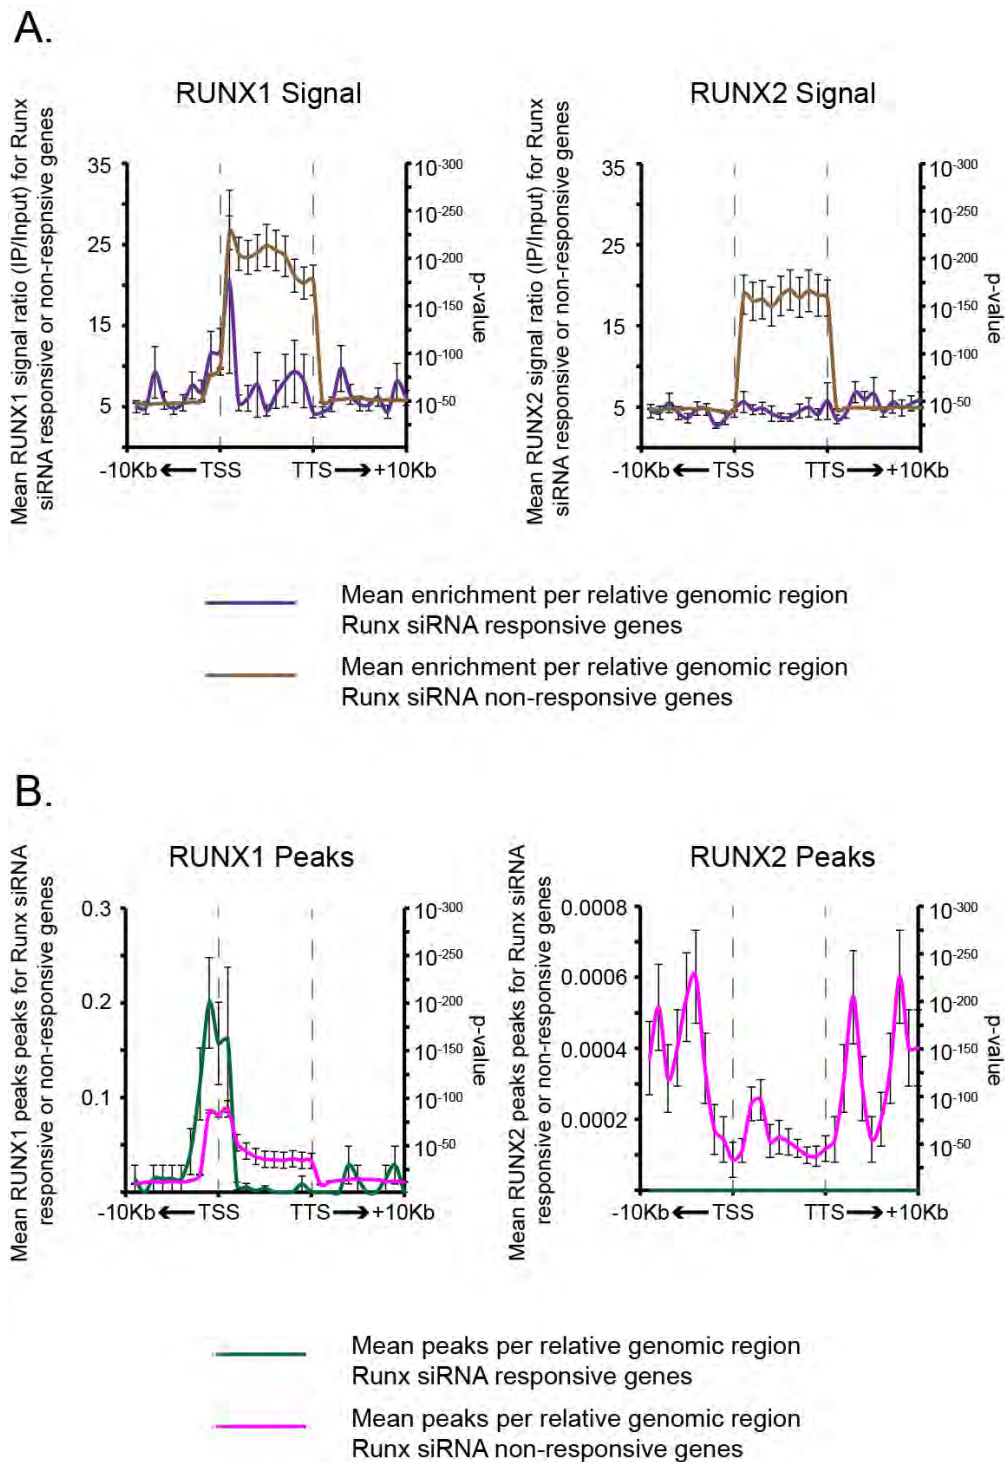 A.
RUNX1 Signal
Mean RUNX1 signal ratio (IP/Input) for Runx
siRNA responsive or non-responsive genes
35
25
15
5
10-300
10-250
10-200
10-150
10-100
10-50
p-value
-10Kb TSS TTS +10Kb
RUNX2 Signal
Mean RUNX2 signal ratio (IP/Input) for Runx
siRNA responsive or non-responsive genes
35
25
15
5
10-300
10-250
10-200
10-150
10-100
10-50
p-value
-10Kb TSS TTS +10Kb
Mean enrichment per relative genomic region
Runx siRNA responsive genes
Mean enrichment per relative genomic region
Runx siRNA non-responsive genes
B.
RUNX1 Peaks
Mean RUNX1 peaks for Runx siRNA
responsive or non-responsive genes
0.3
0.2
0.1
10-300
10-250
10-200
10-150
10-100
10-50
p-value
-10Kb TSS TTS +10Kb
RUNX2 Peaks
Mean RUNX2 peaks for Runx siRNA
responsive or non-responsive genes
0.0008
0.0006
0.0004
0.0002
10-300
10-250
10-200
10-150
10-100
10-50
p-value
-10Kb TSS TTS +10Kb
Mean peaks per relative genomic region
Runx siRNA responsive genes
Mean peaks per relative genomic region
Runx siRNA non-responsive genes